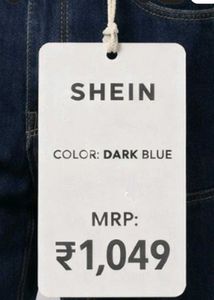 SHEIN
COLOR: DARK BLUE
MRP:
₹1,049